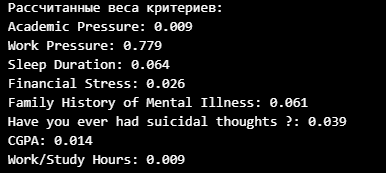 Рассчитанные веса критериев:
Academic Pressure: 0.009
Work Pressure: 0.779
Sleep Duration: 0.064
Financial Stress: 0.026
Family History of Mental Illness: 0.061
Have you ever had suicidal thoughts ?: 0.039
CGPA: 0.014
Work/Study Hours: 0.009